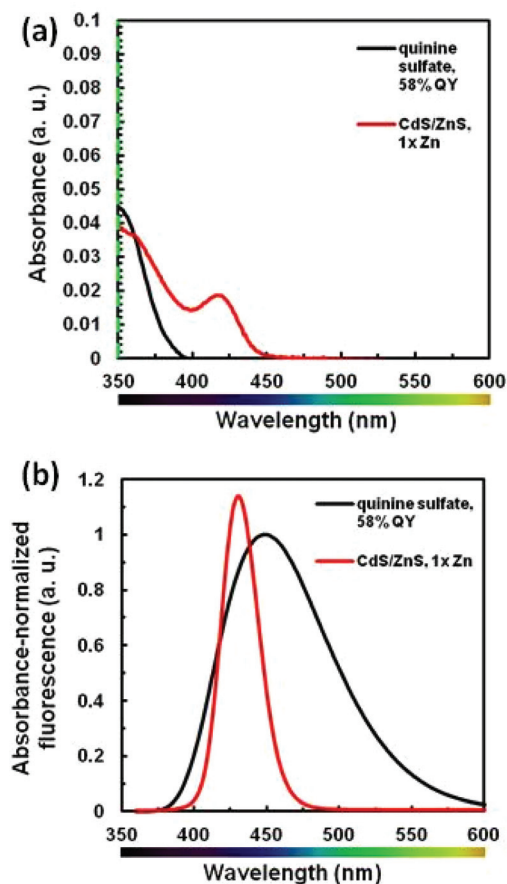 (a)
0.1
0.09
0.08
0.07
0.06
0.05
0.04
0.03
0.02
0.01
0
Absorbance (a. u.)
quinine
sulfate,
58% QY
CdS/ZnS,
1x Zn
350 400 450 500 550 600
Wavelength (nm)
(b)
1.2
1
0.8
0.6
0.4
0.2
0
Absorbance-normalized
fluorescence (a. u.)
quinine sulfate,
58% QY
CdS/ZnS, 1x Zn
350 400 450 500 550 600
Wavelength (nm)